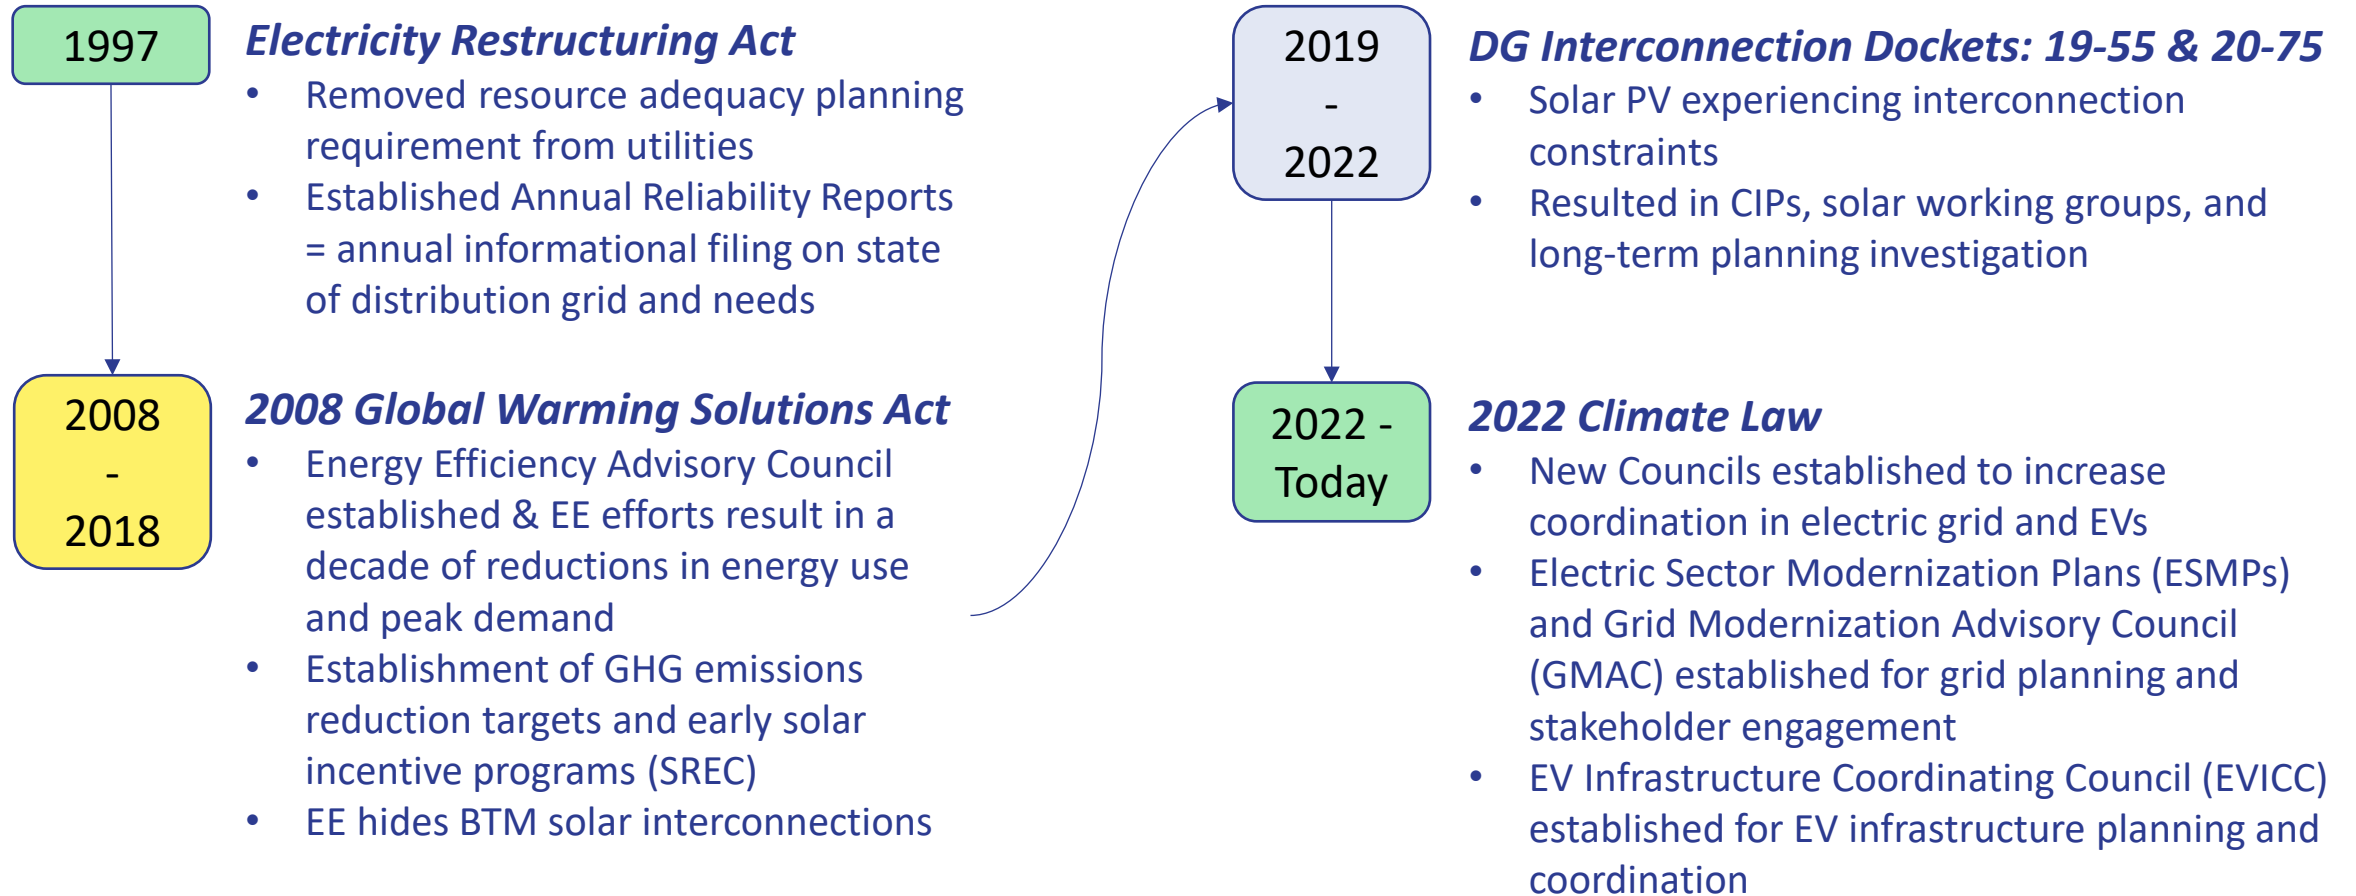 1997
Electricity Restructuring Act
• Removed resource adequacy planning
requirement from utilities
• Established Annual Reliability Reports
= annual informational filing on state
of distribution grid and needs
2008
-
2018
2008 Global Warming Solutions Act
• Energy Efficiency Advisory Council
established & EE efforts result in a
decade of reductions in energy use
and peak demand
• Establishment of GHG emissions
reduction targets and early solar
incentive programs (SREC)
• EE hides BTM solar interconnections
2019
-
2022
DG Interconnection Dockets: 19-55 & 20-75
• Solar PV experiencing interconnection
constraints
• Resulted in CIPs, solar working groups, and
long-term planning investigation
2022 -
Today
2022 Climate Law
• New Councils established to increase
coordination in electric grid and EVs
• Electric Sector Modernization Plans (ESMPs)
and Grid Modernization Advisory Council
(GMAC) established for grid planning and
stakeholder engagement
• EV Infrastructure Coordinating Council (EVICC)
established for EV infrastructure planning and
coordination